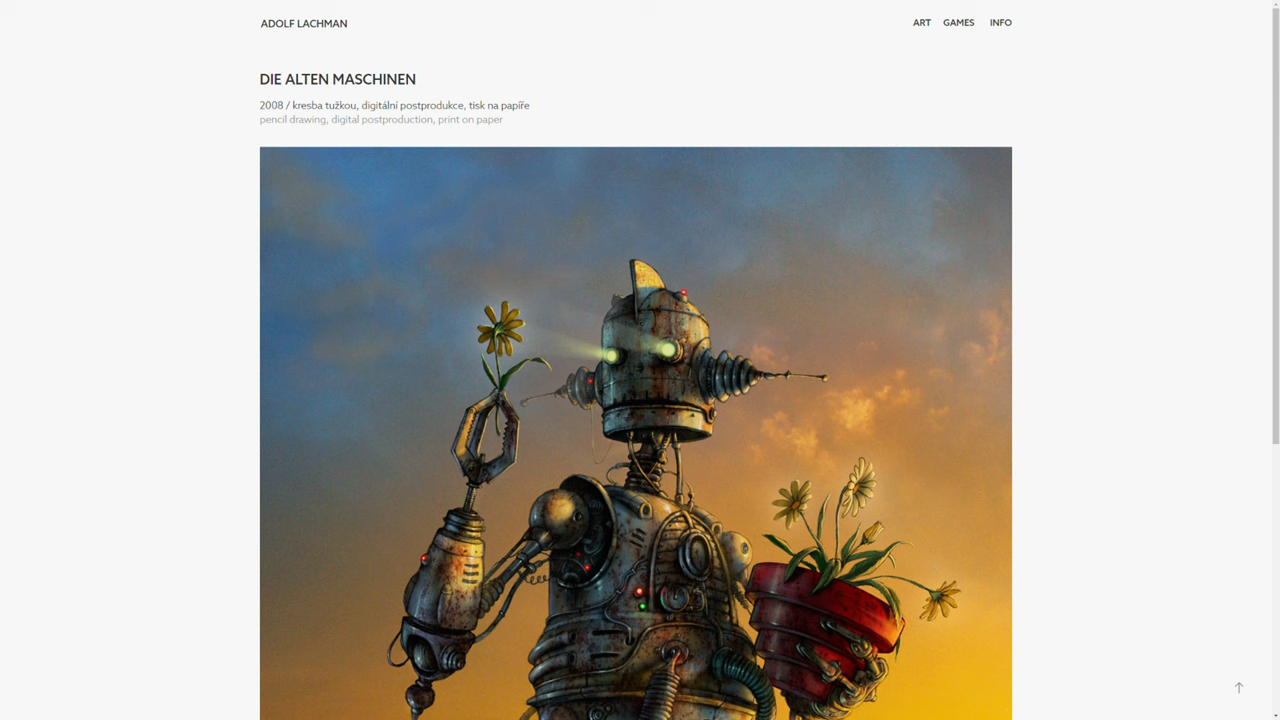 ADOLF LACHMAN
ART GAMES INFO
DIE ALTEN MASCHINEN
2008 / kresba tužkou, digitální postprodukce, tisk na papíře
pencil drawing, digital postproduction, print on paper